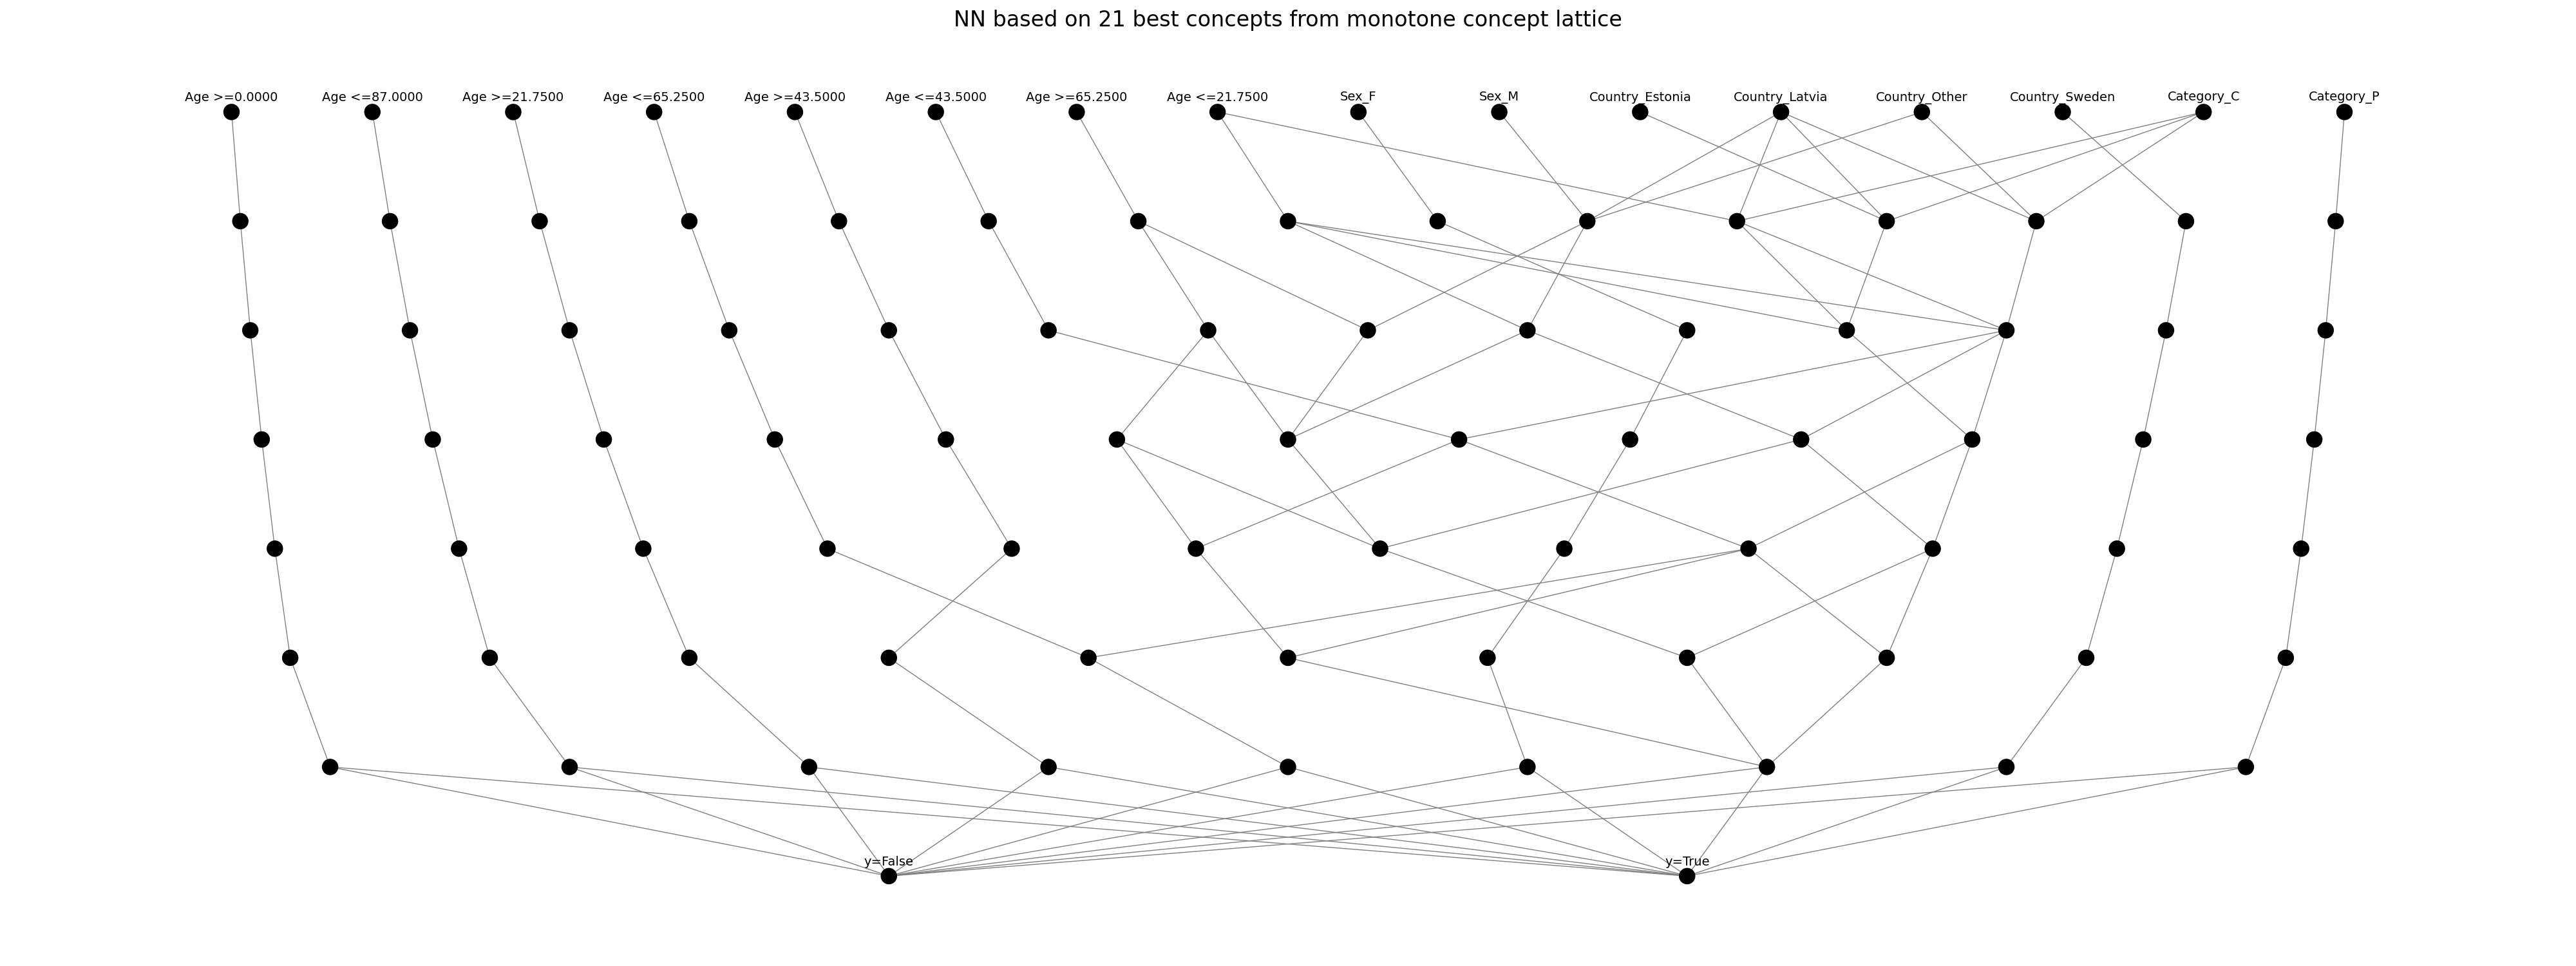 NN based on 21 best concepts from monotone concept lattice
Age >=0.0000 Age <=87.0000 Age >=21.7500 Age <=65.2500 Age >=43.5000 Age <=43.5000 Age >=65.2500 Age <=21.7500 Sex_F Sex_M Country_Estonia Country_Latvia Country_Other Country_Sweden Category_C Category_P
y=False y=True